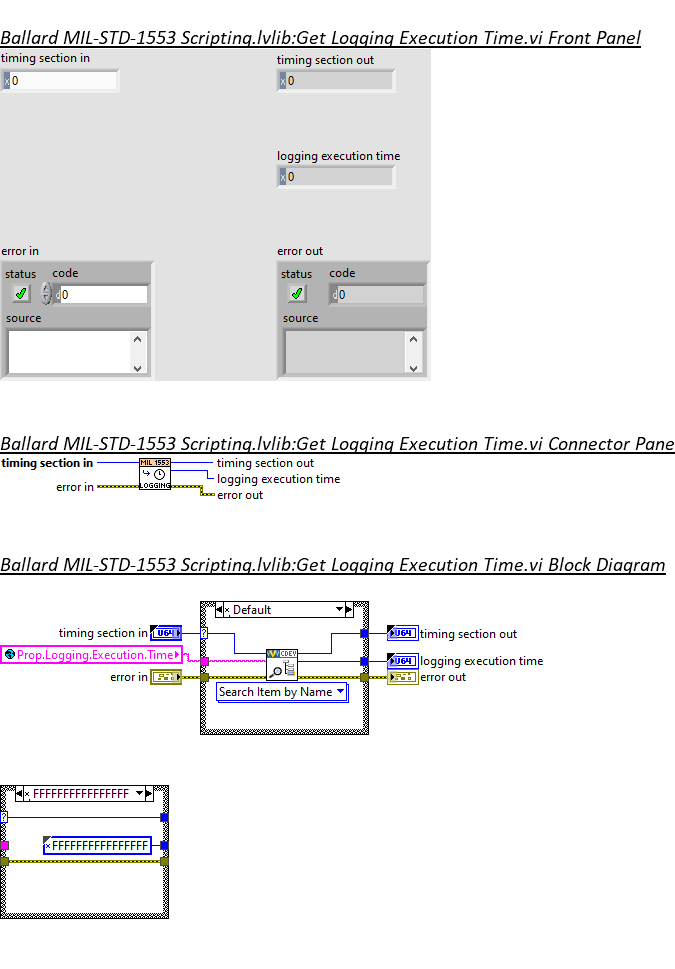 Ballard MIL-STD-1553 Scripting.lvlib:Get Logging Execution Time.vi Front Panel
timing section in
timing section out
x 0
x 0
logging execution time
x 0
error in
error out
status code
status code
d 0
d 0
source
source
Ballard MIL-STD-1553 Scripting.lvlib:Get Logging Execution Time.vi Connector Pane
timing section in
MIL 1553
timing section out
logging execution time
LOGGING
error in
error out
Ballard MIL-STD-1553 Scripting.lvlib:Get Logging Execution Time.vi Block Diagram
x Default
timing section in
U64
?
U64
timing section out
Prop.Logging.Execution.Time
CDEV
U64
logging execution time
error in
error out
Search Item by Name
x FFFFFFFFFFFFFFFF
?
x FFFFFFFFFFFFFFFF